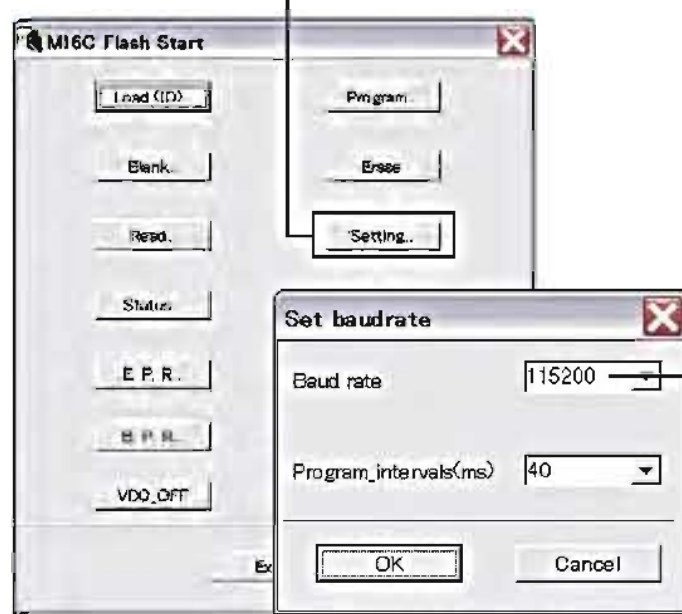 M16C Flash Start
Load (ID)...
Program...
Blank...
Erase
Read...
Setting...
Status
E. P. R...
B. P. R...
VDO_OFF
Set baudrate
Baud rate
115200
Program_intervals(ms)
40
OK
Cancel